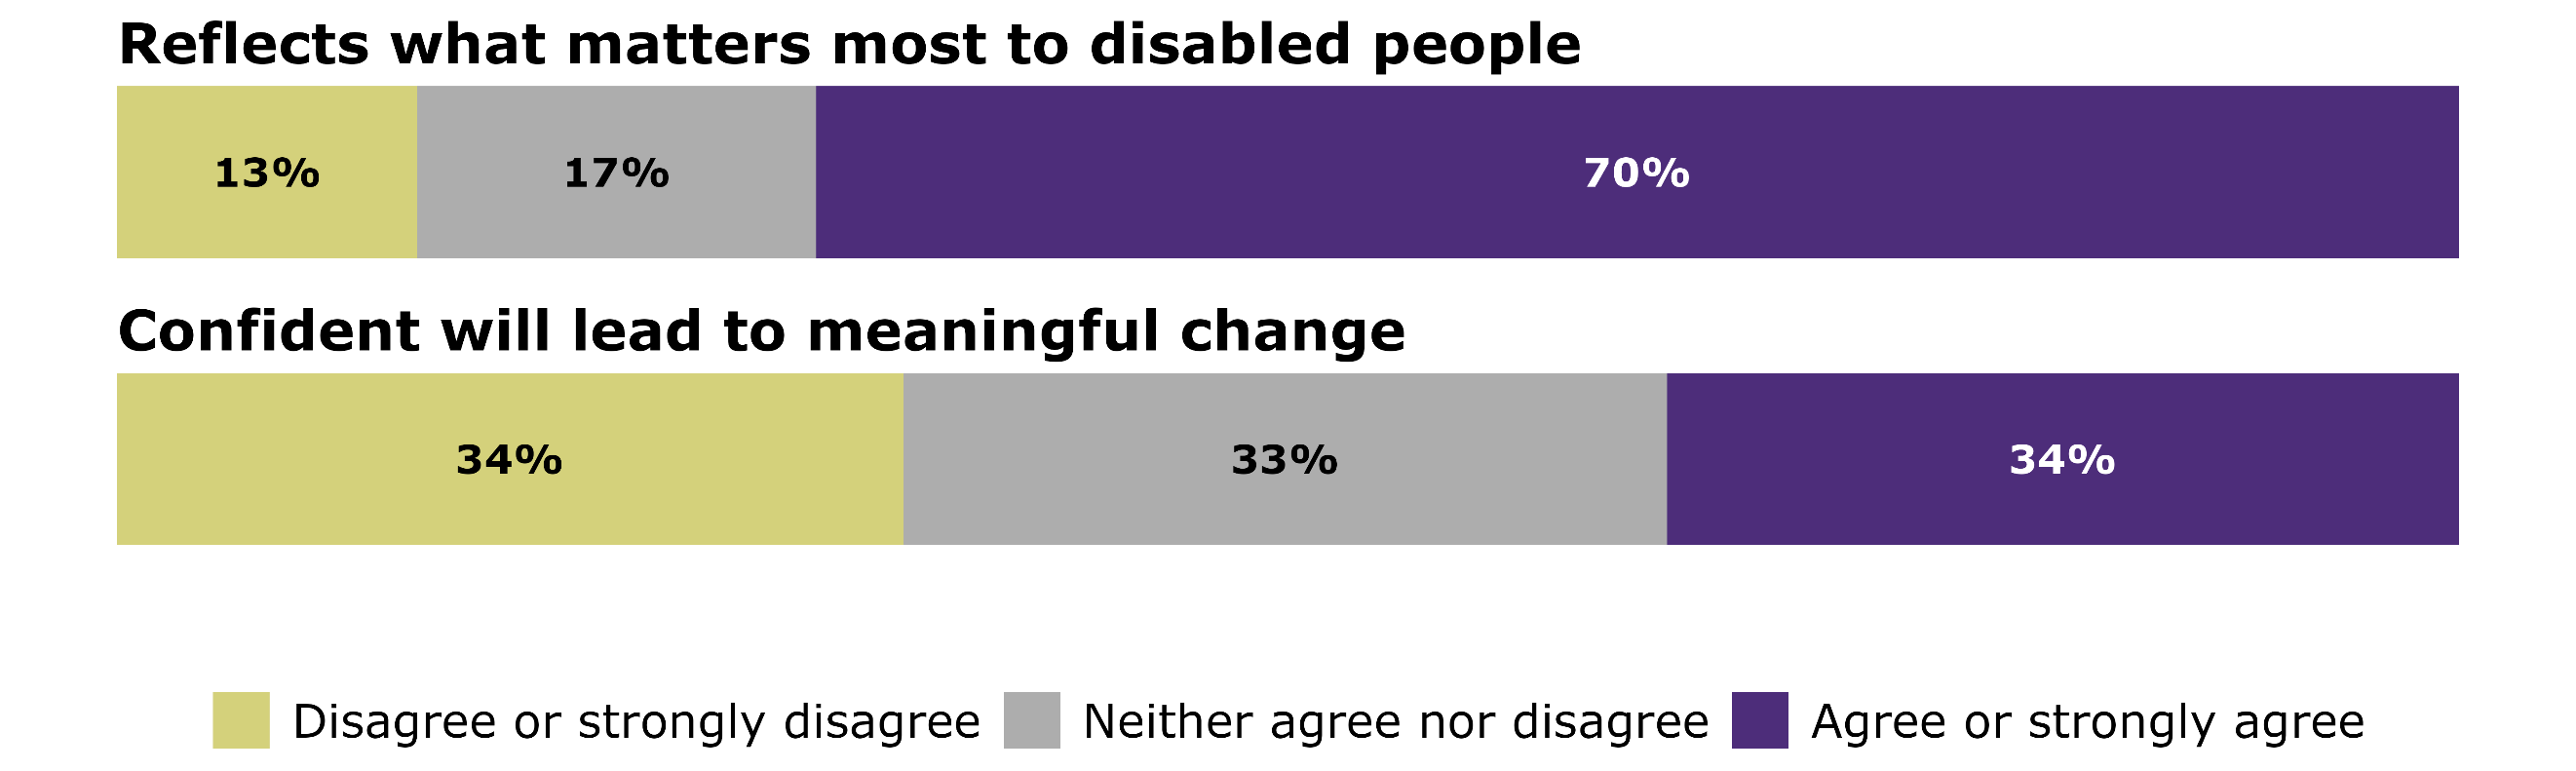 Reflects what matters most to disabled people
13% 17% 70%
Confident will lead to meaningful change
34% 33% 34%
Disagree or strongly disagree Neither agree nor disagree Agree or strongly agree